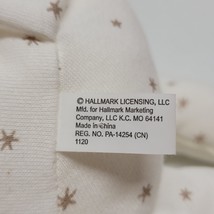 © HALLMARK LICENSING, LLC
Mfd. for Hallmark Marketing
Company, LLC K.C. MO 64141
Made in China
REG. NO. PA-14254 (CN)
1120